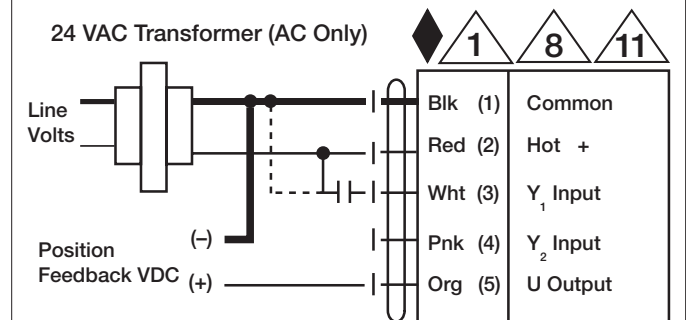 24 VAC Transformer (AC Only)
1 8 11
Line
Volts
Blk (1) Common
Red (2) Hot +
Wht (3) Y1 Input
Pnk (4) Y2 Input
Org (5) U Output
Position
Feedback VDC
(–)
(+)